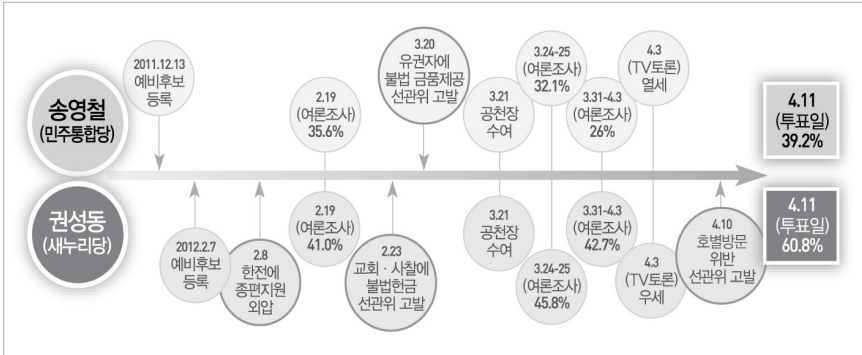 송영철
(민주통합당)
2011.12.13
예비후보
등록
2.19
(여론조사)
35.6%
3.20
유권자에
불법 금품제공
선관위 고발
3.21
공천장
수여
3.24-25
(여론조사)
32.1%
3.31-4.3
(여론조사)
26%
4.3
(TV토론)
열세
4.11
(투표일)
39.2%
권성동
(새누리당)
2012.2.7
예비후보
등록
2.8
한전에
종편지원
외압
2.19
(여론조사)
41.0%
2.23
교회·사찰에
불법헌금
선관위 고발
3.21
공천장
수여
3.24-25
(여론조사)
45.8%
3.31-4.3
(여론조사)
42.7%
4.3
(TV토론)
우세
4.10
호별방문
위반
선관위 고발
4.11
(투표일)
60.8%